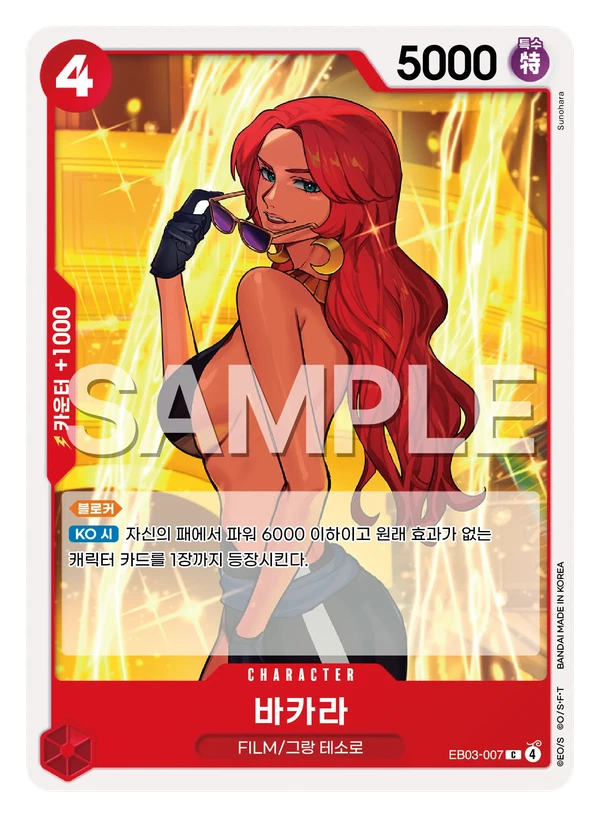 4
5000
특수
特
Sunohara
카운터 +1000
SAMPLE
블로커
KO 시 자신의 패에서 파워 6000 이하이고 원래 효과가 없는
캐릭터 카드를 1장까지 등장시킨다.
CHARACTER
바카라
FILM/그랑 테소로
EB03-007 C 4
©EO/S ©O/S・F・T BANDAI MADE IN KOREA